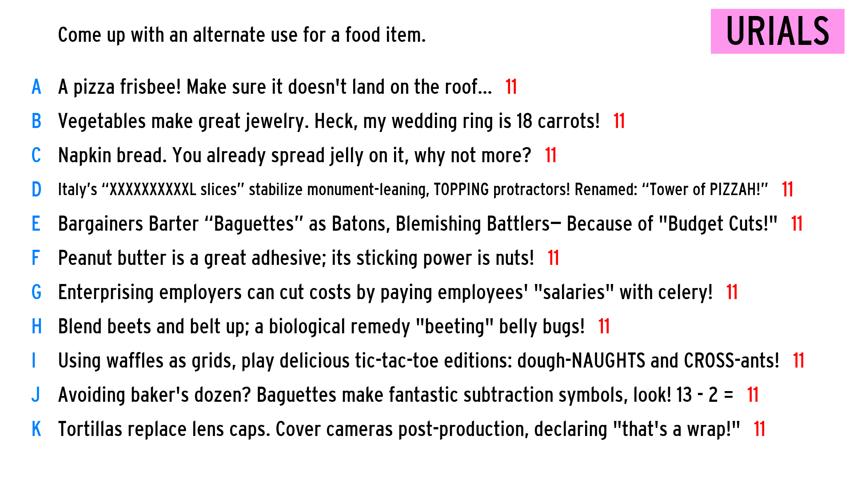 URIALS
Come up with an alternate use for a food item.
A A pizza frisbee! Make sure it doesn't land on the roof... 11
B Vegetables make great jewelry. Heck, my wedding ring is 18 carrots! 11
C Napkin bread. You already spread jelly on it, why not more? 11
D Italy's “XXXXXXXXXXL slices” stabilize monument-leaning, TOPPING protractors! Renamed: “Tower of PIZZAH!” 11
E Bargainers Barter “Baguettes” as Batons, Blemishing Battlers— Because of "Budget Cuts!" 11
F Peanut butter is a great adhesive; its sticking power is nuts! 11
G Enterprising employers can cut costs by paying employees' "salaries" with celery! 11
H Blend beets and belt up; a biological remedy "beeting" belly bugs! 11
I Using waffles as grids, play delicious tic-tac-toe editions: dough-NAUGHTS and CROSS-ants! 11
J Avoiding baker's dozen? Baguettes make fantastic subtraction symbols, look! 13 - 2 = 11
K Tortillas replace lens caps. Cover cameras post-production, declaring "that's a wrap!" 11